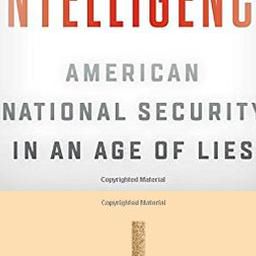 NTELLIGENC
AMERICAN
NATIONAL SECURITY
IN AN AGE OF LIES
Copyrighted Material
Copyrighted Material